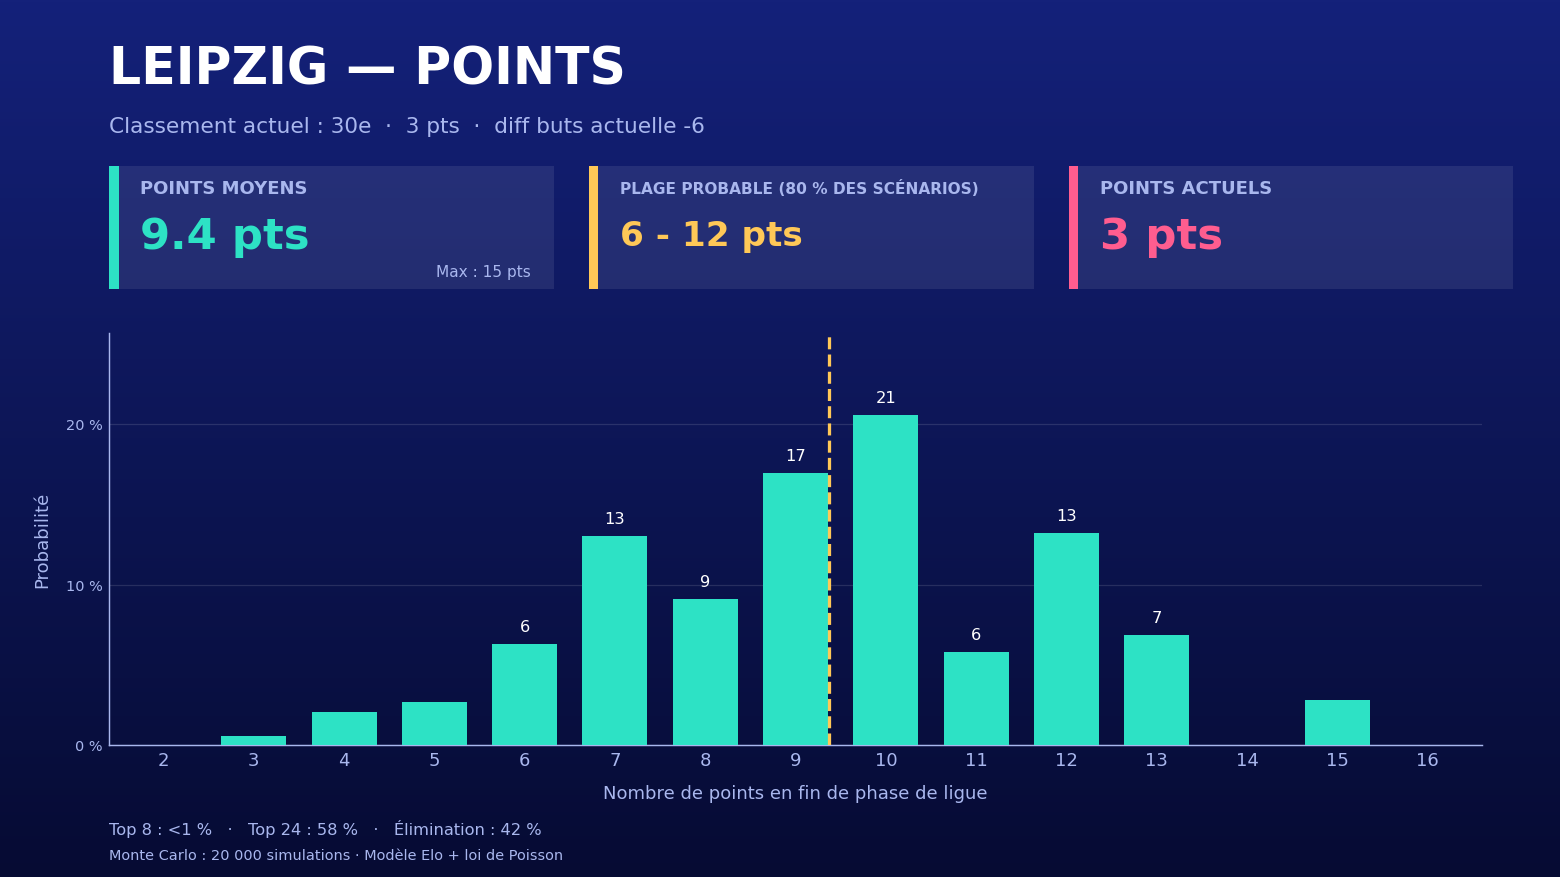 LEIPZIG — POINTS
Classement actuel : 30e · 3 pts · diff buts actuelle -6
POINTS MOYENS
9.4 pts
Max : 15 pts
PLAGE PROBABLE (80 % DES SCÉNARIOS)
6 - 12 pts
POINTS ACTUELS
3 pts
Probabilité
20 %
10 %
0 %
6
13
9
17
21
6
13
7
2 3 4 5 6 7 8 9 10 11 12 13 14 15 16
Nombre de points en fin de phase de ligue
Top 8 : <1 % · Top 24 : 58 % · Élimination : 42 %
Monte Carlo : 20 000 simulations · Modèle Elo + loi de Poisson